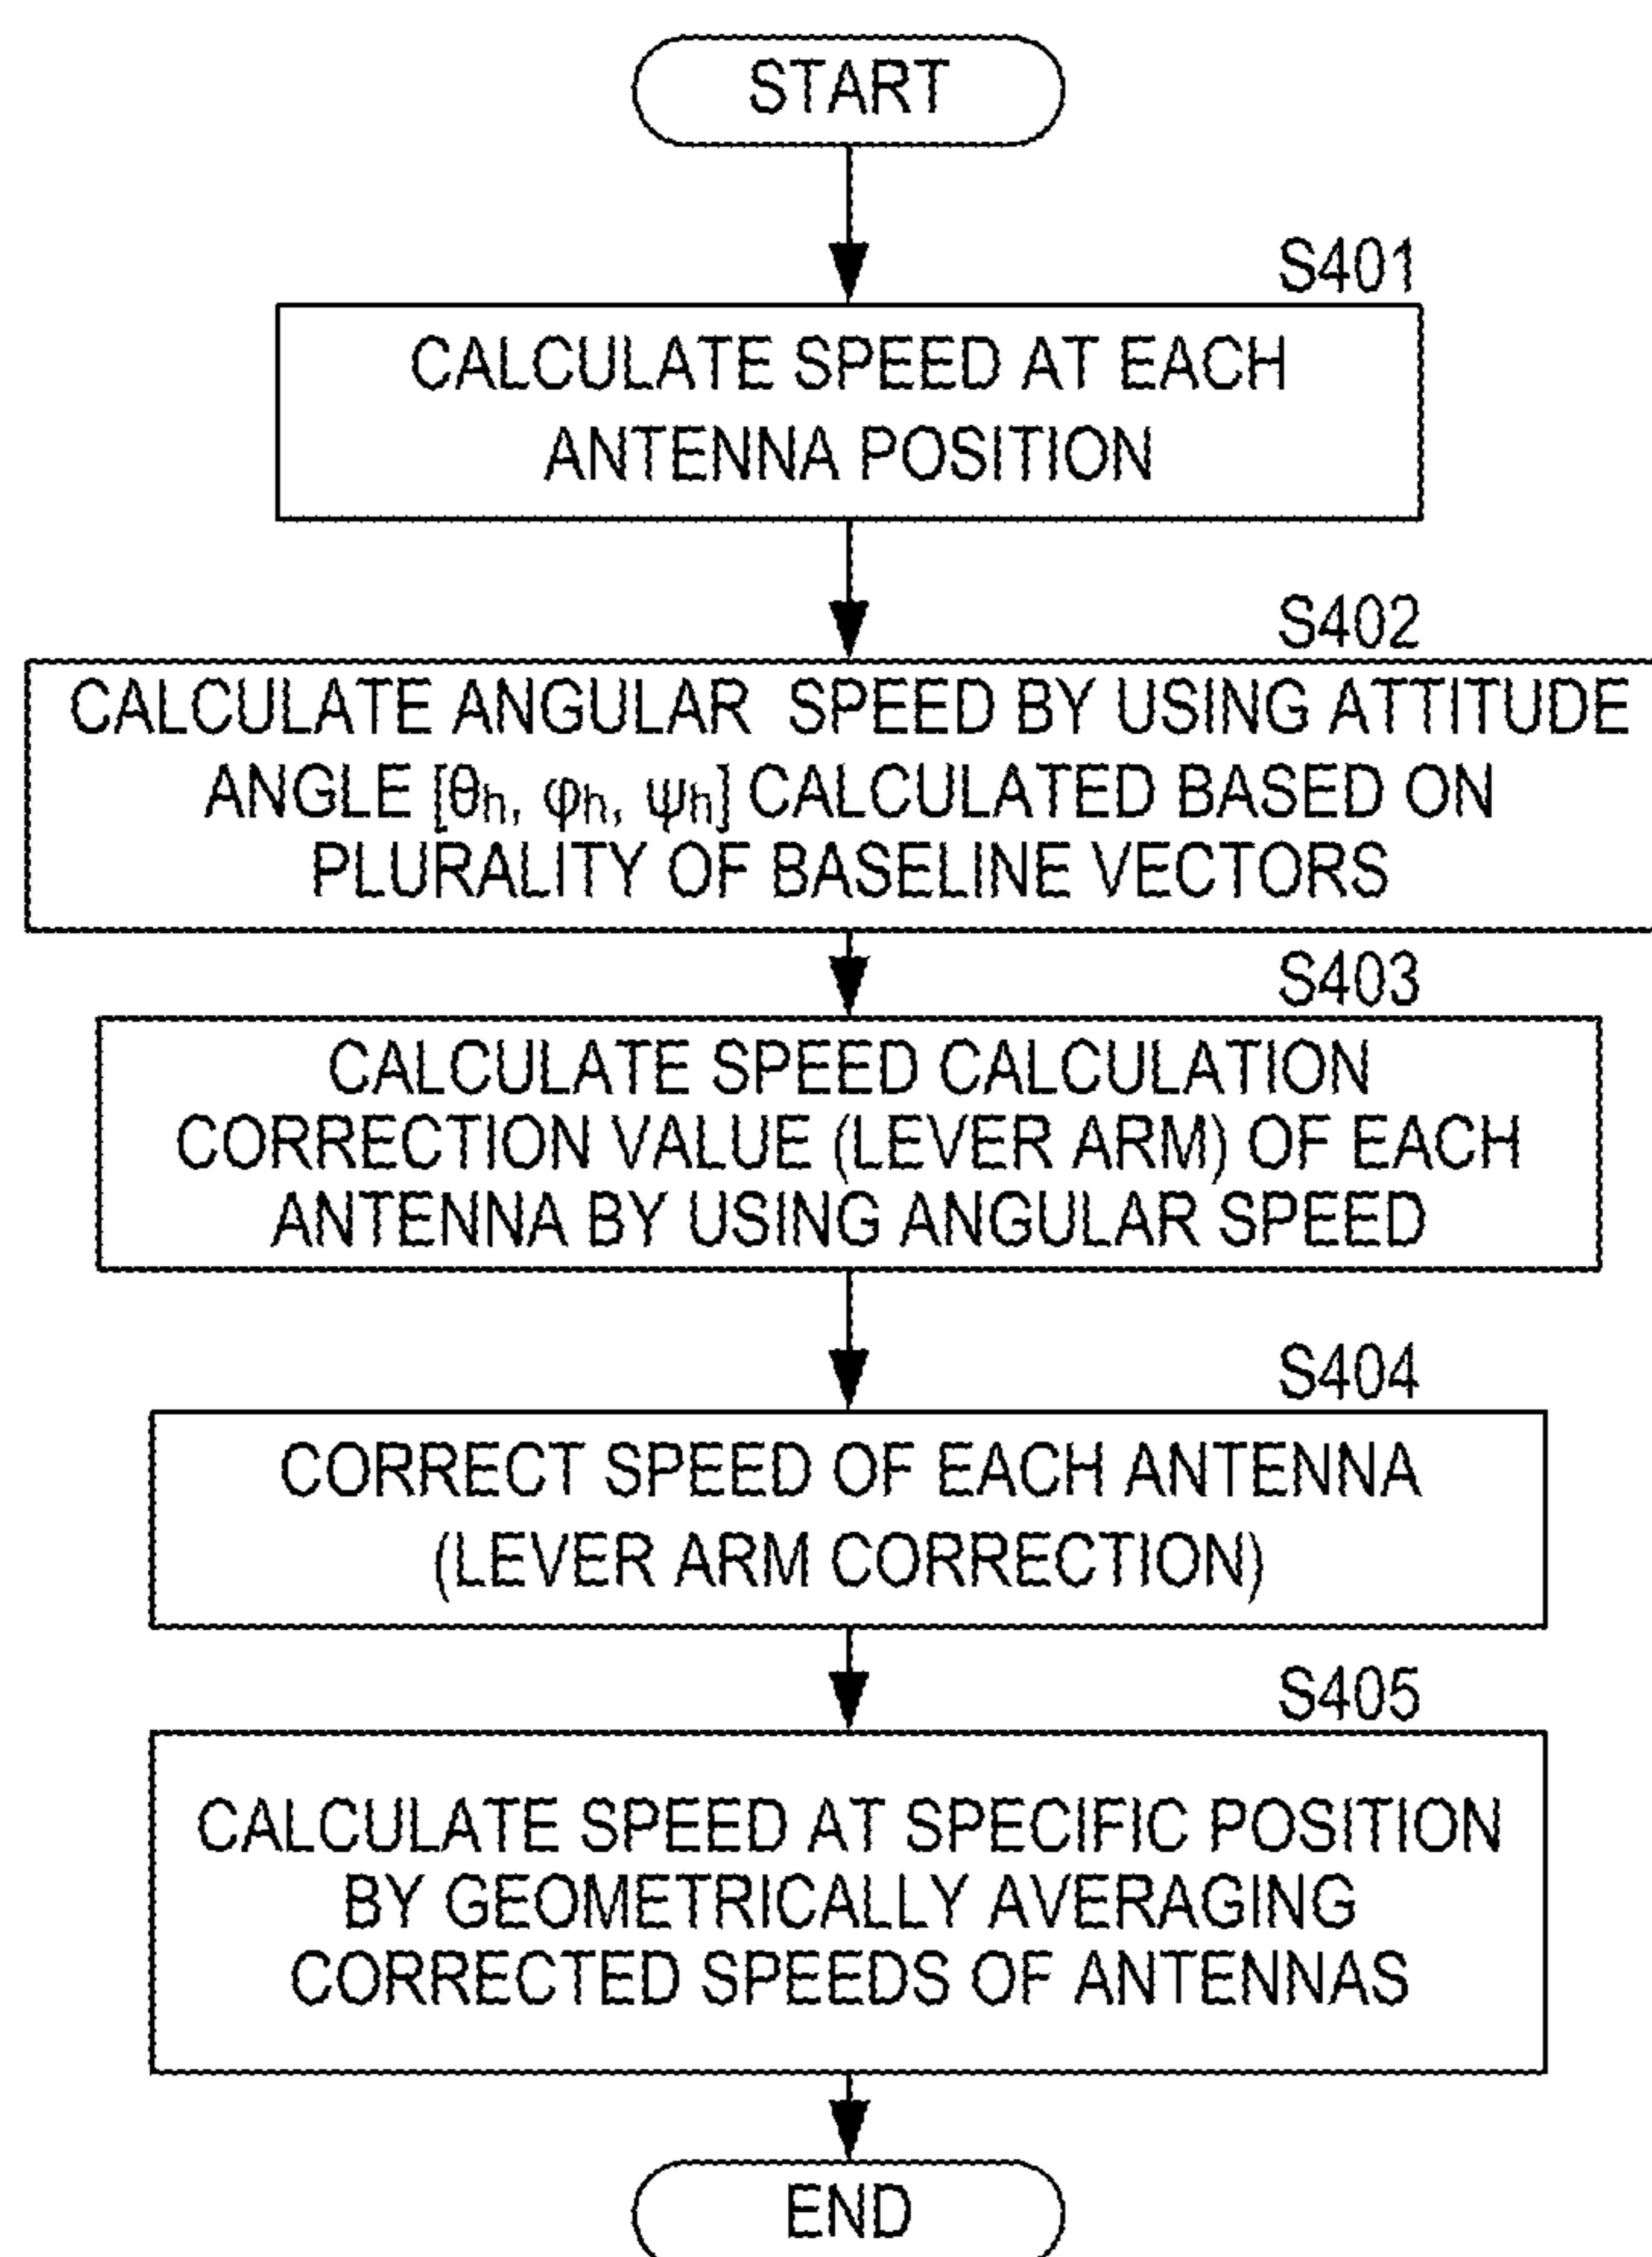 START
S401
CALCULATE SPEED AT EACH
ANTENNA POSITION
S402
CALCULATE ANGULAR SPEED BY USING ATTITUDE
ANGLE [θh, φh, ψh] CALCULATED BASED ON
PLURALITY OF BASELINE VECTORS
S403
CALCULATE SPEED CALCULATION
CORRECTION VALUE (LEVER ARM) OF EACH
ANTENNA BY USING ANGULAR SPEED
S404
CORRECT SPEED OF EACH ANTENNA
(LEVER ARM CORRECTION)
S405
CALCULATE SPEED AT SPECIFIC POSITION
BY GEOMETRICALLY AVERAGING
CORRECTED SPEEDS OF ANTENNAS
END